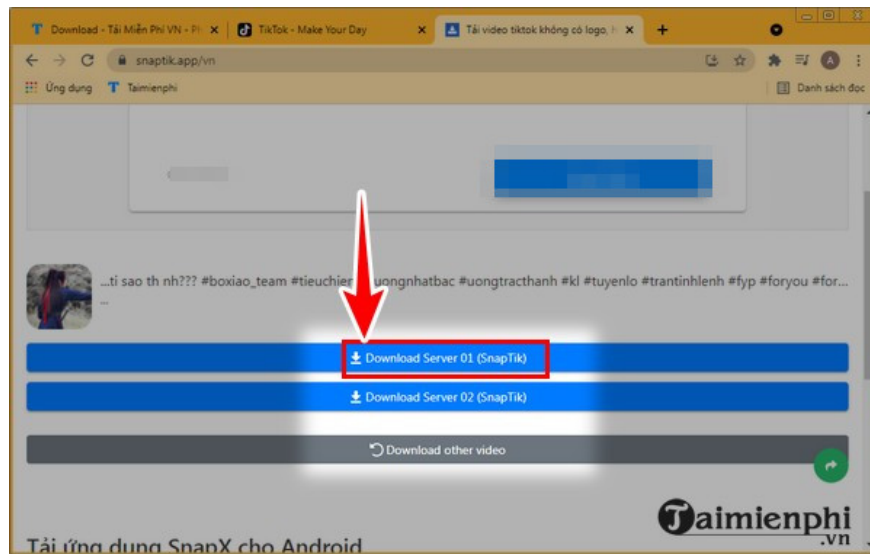 Download - Tải Miễn Phí VN - Ph
TikTok - Make Your Day
Tải video tiktok không có logo, h
snaptik.app/vn
Ứng dụng
Taimienphi
Danh sách đọc
...ti sao th nh??? #boxiao_team #tieuchien #vuongnhatbac #uongtracthanh #kl #tuyenlo #trantinhlenh #fyp #foryou #for...
...
Download Server 01 (SnapTik)
Download Server 02 (SnapTik)
Download other video
Tải ứng dụng SnapX cho Android
Taimienphi
.vn